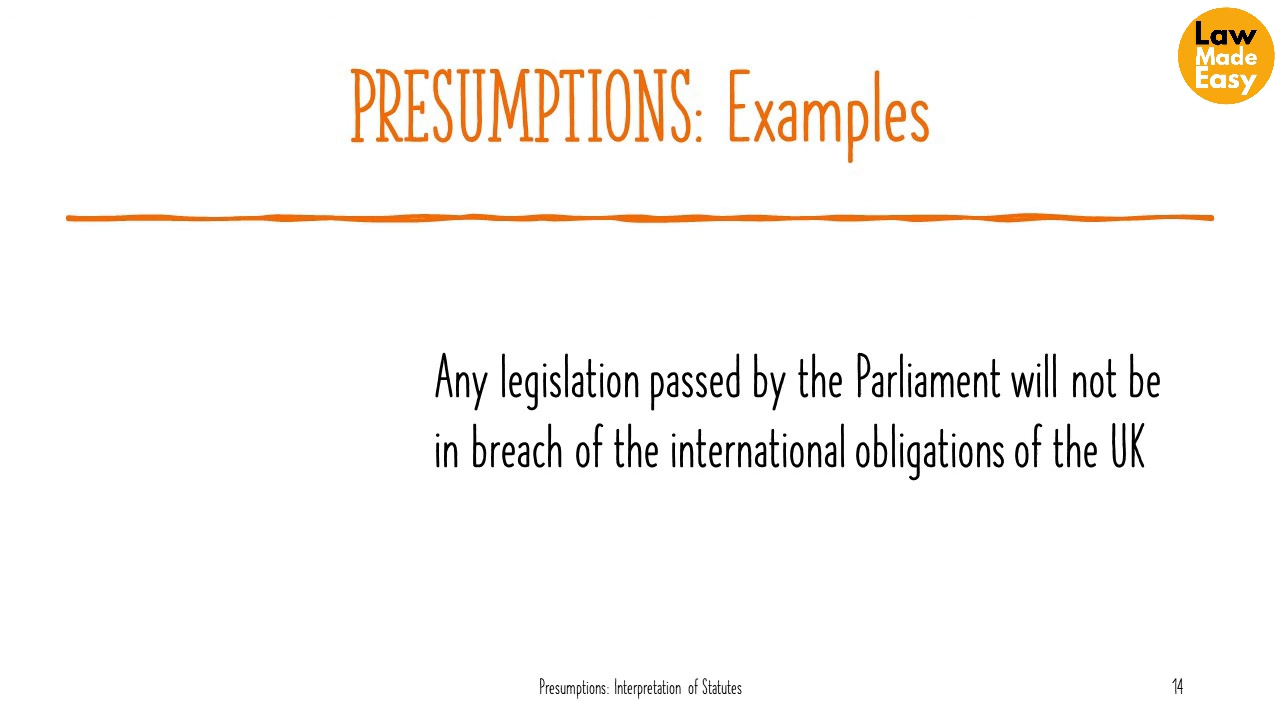 Law
Made
Easy
PRESUMPTIONS: Examples
Any legislation passed by the Parliament will not be
in breach of the international obligations of the UK
Presumptions: Interpretation of Statutes
14